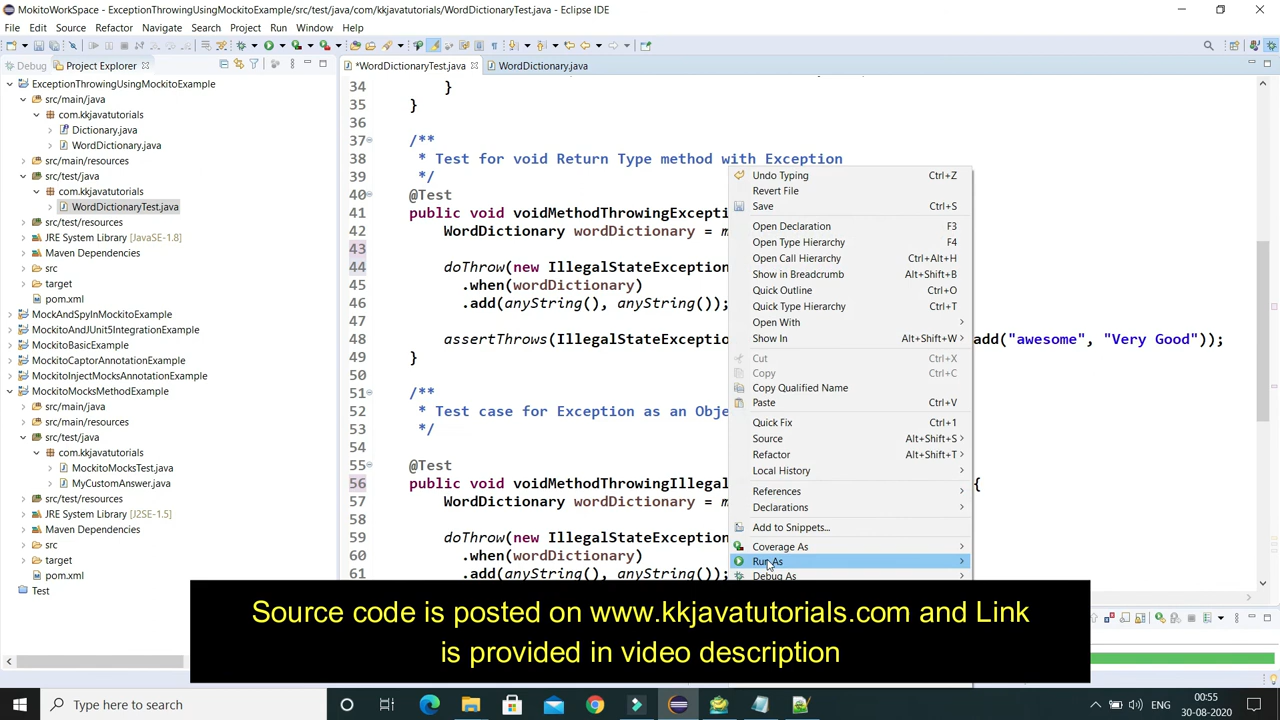 MokitoWorkSpace - ExceptionThrowingUsingMockitoExample/src/test/java/com/kkjavatutorials/WordDictionaryTest.java - Eclipse IDE
File Edit Source Refactor Navigate Search Project Run Window Help
Debug Project Explorer
*WordDictionaryTest.java WordDictionary.java
ExceptionThrowingUsingMockitoExample
src/main/java
com.kkjavatutorials
Dictionary.java
WordDictionary.java
src/main/resources
src/test/java
com.kkjavatutorials
WordDictionaryTest.java
src/test/resources
JRE System Library [JavaSE-1.8]
Maven Dependencies
src
target
pom.xml
MockAndSpyInMockitoExample
MockitoAndJUnit5IntegrationExample
MockitoBasicExample
MockitoCaptorAnnotationExample
MockitoInjectMocksAnnotationExample
MockitoMocksMethodExample
src/main/java
src/main/resources
src/test/java
com.kkjavatutorials
MockitoMocksTest.java
MyCustomAnswer.java
src/test/resources
JRE System Library [J2SE-1.5]
Maven Dependencies
src
target
pom.xml
Test
34 }
35 }
36
37 /**
38 * Test for void Return Type method with Exception
39 */
40 @Test
41 public void voidMethodThrowingExcepti
42 WordDictionary wordDictionary = m
43
44 doThrow(new IllegalStateException
45 .when(wordDictionary)
46 .add(anyString(), anyString());
47
48 assertThrows(IllegalStateException add("awesome", "Very Good"));
49 }
50
51 /**
52 * Test case for Exception as an Obje
53 */
54
55 @Test
56 public void voidMethodThrowingIllegal {
57 WordDictionary wordDictionary = m
58
59 doThrow(new IllegalStateException
60 .when(wordDictionary)
61 .add(anyString(), anyString());
Undo Typing Ctrl+Z
Revert File
Save Ctrl+S
Open Declaration F3
Open Type Hierarchy F4
Open Call Hierarchy Ctrl+Alt+H
Show in Breadcrumb Alt+Shift+B
Quick Outline Ctrl+O
Quick Type Hierarchy Ctrl+T
Open With
Show In Alt+Shift+W
Cut Ctrl+X
Copy Ctrl+C
Copy Qualified Name
Paste Ctrl+V
Quick Fix Ctrl+1
Source Alt+Shift+S
Refactor Alt+Shift+T
Local History
References
Declarations
Add to Snippets...
Coverage As
Run As
Debug As
Source code is posted on www.kkjavatutorials.com and Link
is provided in video description
Type here to search
ENG
00:55
30-08-2020